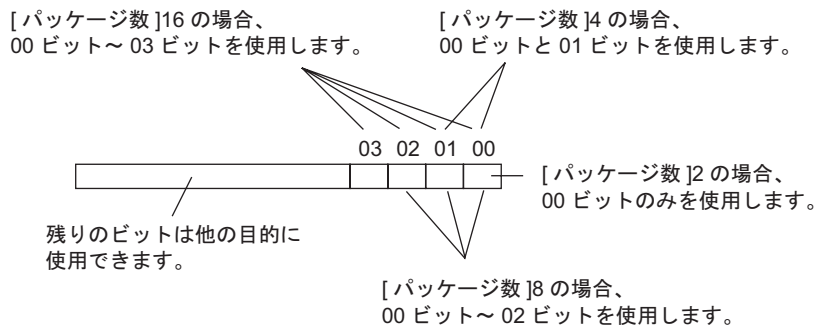 [パッケージ数]16 の場合、
00 ビット～ 03 ビットを使用します。
[パッケージ数]4 の場合、
00 ビットと 01 ビットを使用します。
03 02 01 00
[パッケージ数]2 の場合、
00 ビットのみを使用します。
残りのビットは他の目的に
使用できます。
[パッケージ数]8 の場合、
00 ビット～ 02 ビットを使用します。